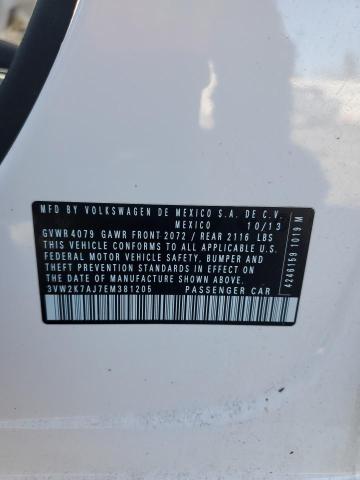 MFD BY VOLKSWAGEN DE MEXICO S.A. DE C.V.
MEXICO 10/13
GVWR 4079 GAWR FRONT 2072 / REAR 2116 LBS
THIS VEHICLE CONFORMS TO ALL APPLICABLE U.S.
FEDERAL MOTOR VEHICLE SAFETY, BUMPER, AND
THEFT PREVENTION STANDARDS IN EFFECT ON
THE DATE OF MANUFACTURE SHOWN ABOVE.
3VW2K7AJ7EM381205 PASSENGER CAR
4246159 1019 M